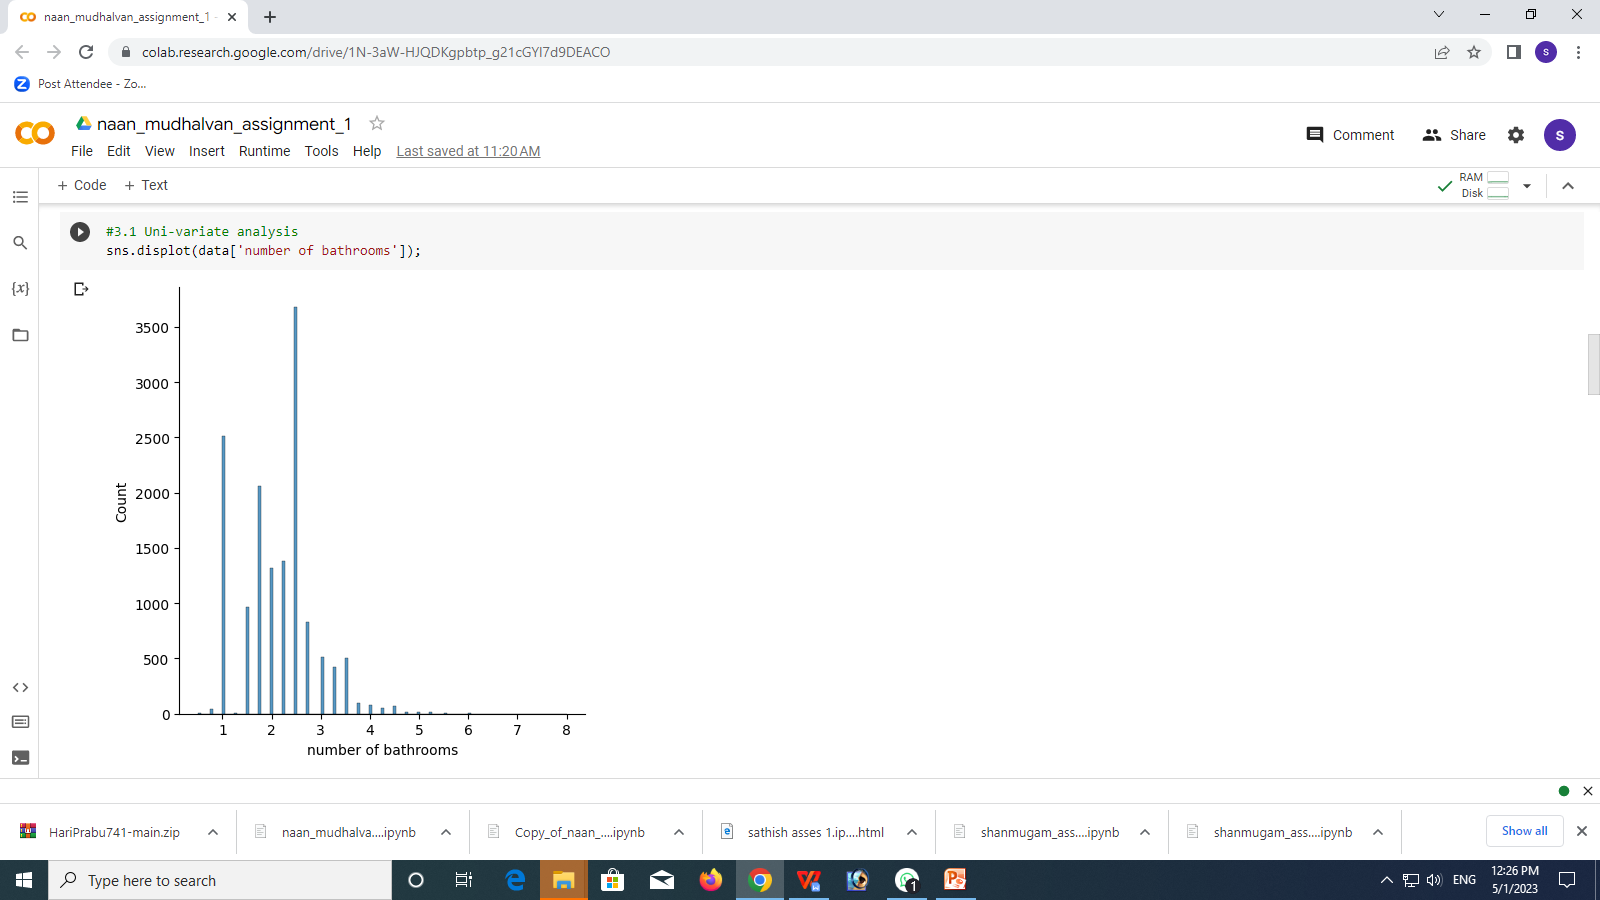 naan_mudhalvan_assignment_1 -
colab.research.google.com/drive/1N-3aW-HJQDKgpbtp_g21cGYI7d9DEACO
S
Post Attendee - Zo...
naan_mudhalvan_assignment_1
File Edit View Insert Runtime Tools Help Last saved at 11:20 AM
Comment Share
S
+ Code + Text
RAM
Disk
#3.1 Uni-variate analysis
sns.displot(data['number of bathrooms']);
{x}
3500
3000
2500
2000
1500
1000
500
0
Count
1 2 3 4 5 6 7 8
number of bathrooms
HariPrabu741-main.zip naan_mudhalva....ipynb Copy_of_naan_....ipynb sathish asses 1.ip....html shanmugam_ass....ipynb shanmugam_ass....ipynb Show all
Type here to search
1
ENG
12:26 PM
5/1/2023